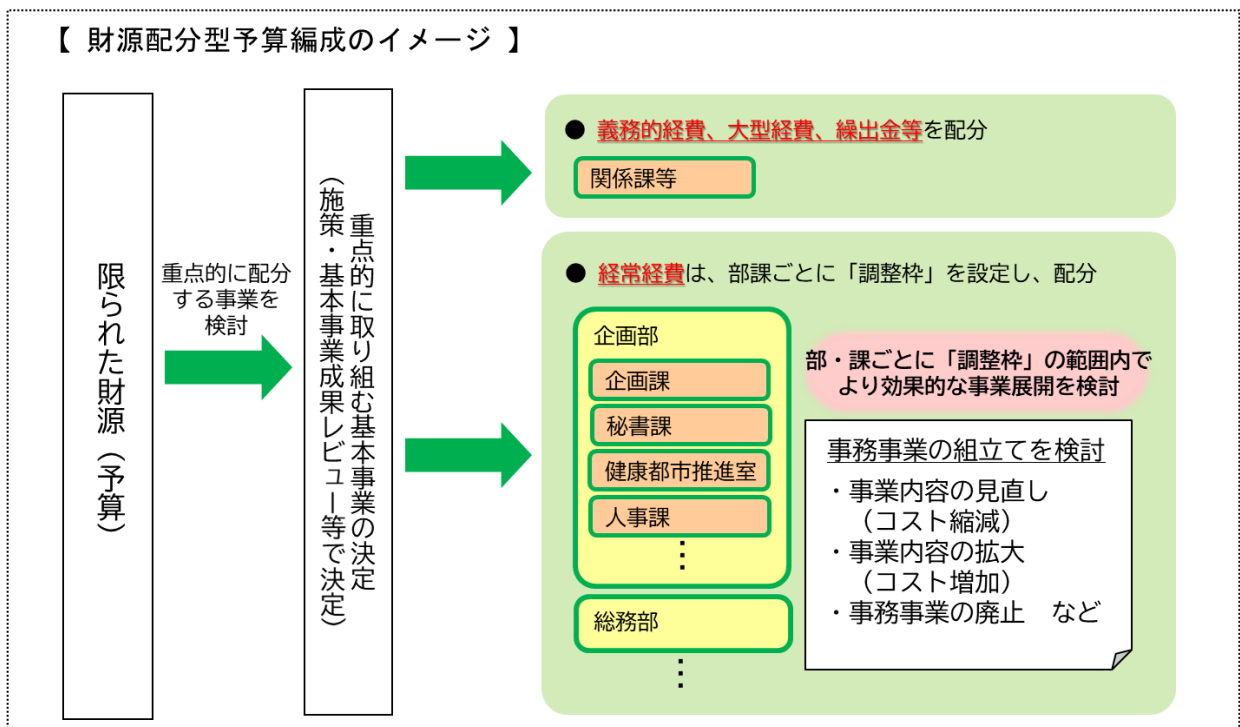 【 財源配分型予算編成のイメージ 】
限られた財源（予算）
重点的に配分
する事業を
検討
重点的に取り組む基本事業の決定
（施策・基本事業成果レビュー等で決定）
● 義務的経費、大型経費、繰出金等を配分
関係課等
● 経常経費は、部課ごとに「調整枠」を設定し、配分
企画部
企画課
秘書課
健康都市推進室
人事課
⋮
総務部
⋮
部・課ごとに「調整枠」の範囲内で
より効果的な事業展開を検討
事務事業の組立てを検討
・事業内容の見直し
（コスト縮減）
・事業内容の拡大
（コスト増加）
・事務事業の廃止　など